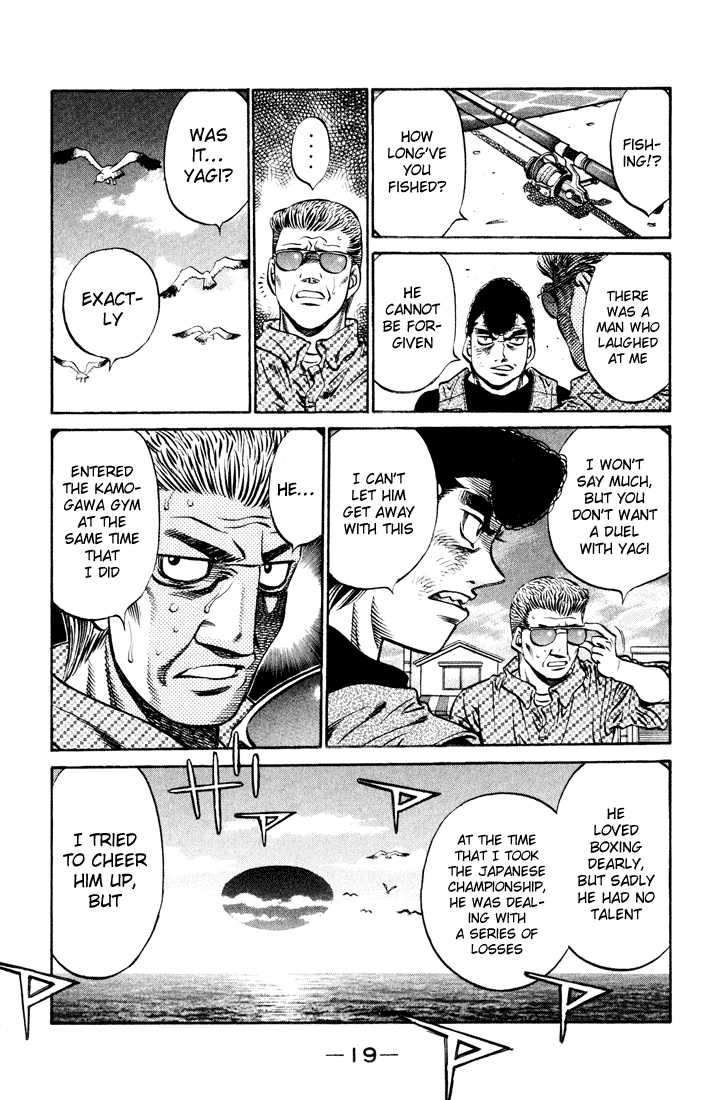 FISH-
ING!?
HOW
LONG'VE
YOU
FISHED?
THERE
WAS A
MAN WHO
LAUGHED
AT ME
HE
CANNOT
BE FOR-
GIVEN
....
WAS
IT...
YAGI?
EXACT-
LY
I WON'T
SAY MUCH,
BUT YOU
DON'T WANT
A DUEL
WITH YAGI
I CAN'T
LET HIM
GET AWAY
WITH THIS
HE...
ENTERED
THE KAMO-
GAWA GYM
AT THE
SAME TIME
THAT
I DID
HE
LOVED
BOXING
DEARLY,
BUT SADLY
HE HAD NO
TALENT
AT THE TIME
THAT I TOOK
THE JAPANESE
CHAMPIONSHIP,
HE WAS DEAL-
ING WITH
A SERIES OF
LOSSES
I TRIED
TO CHEER
HIM UP,
BUT
—19—